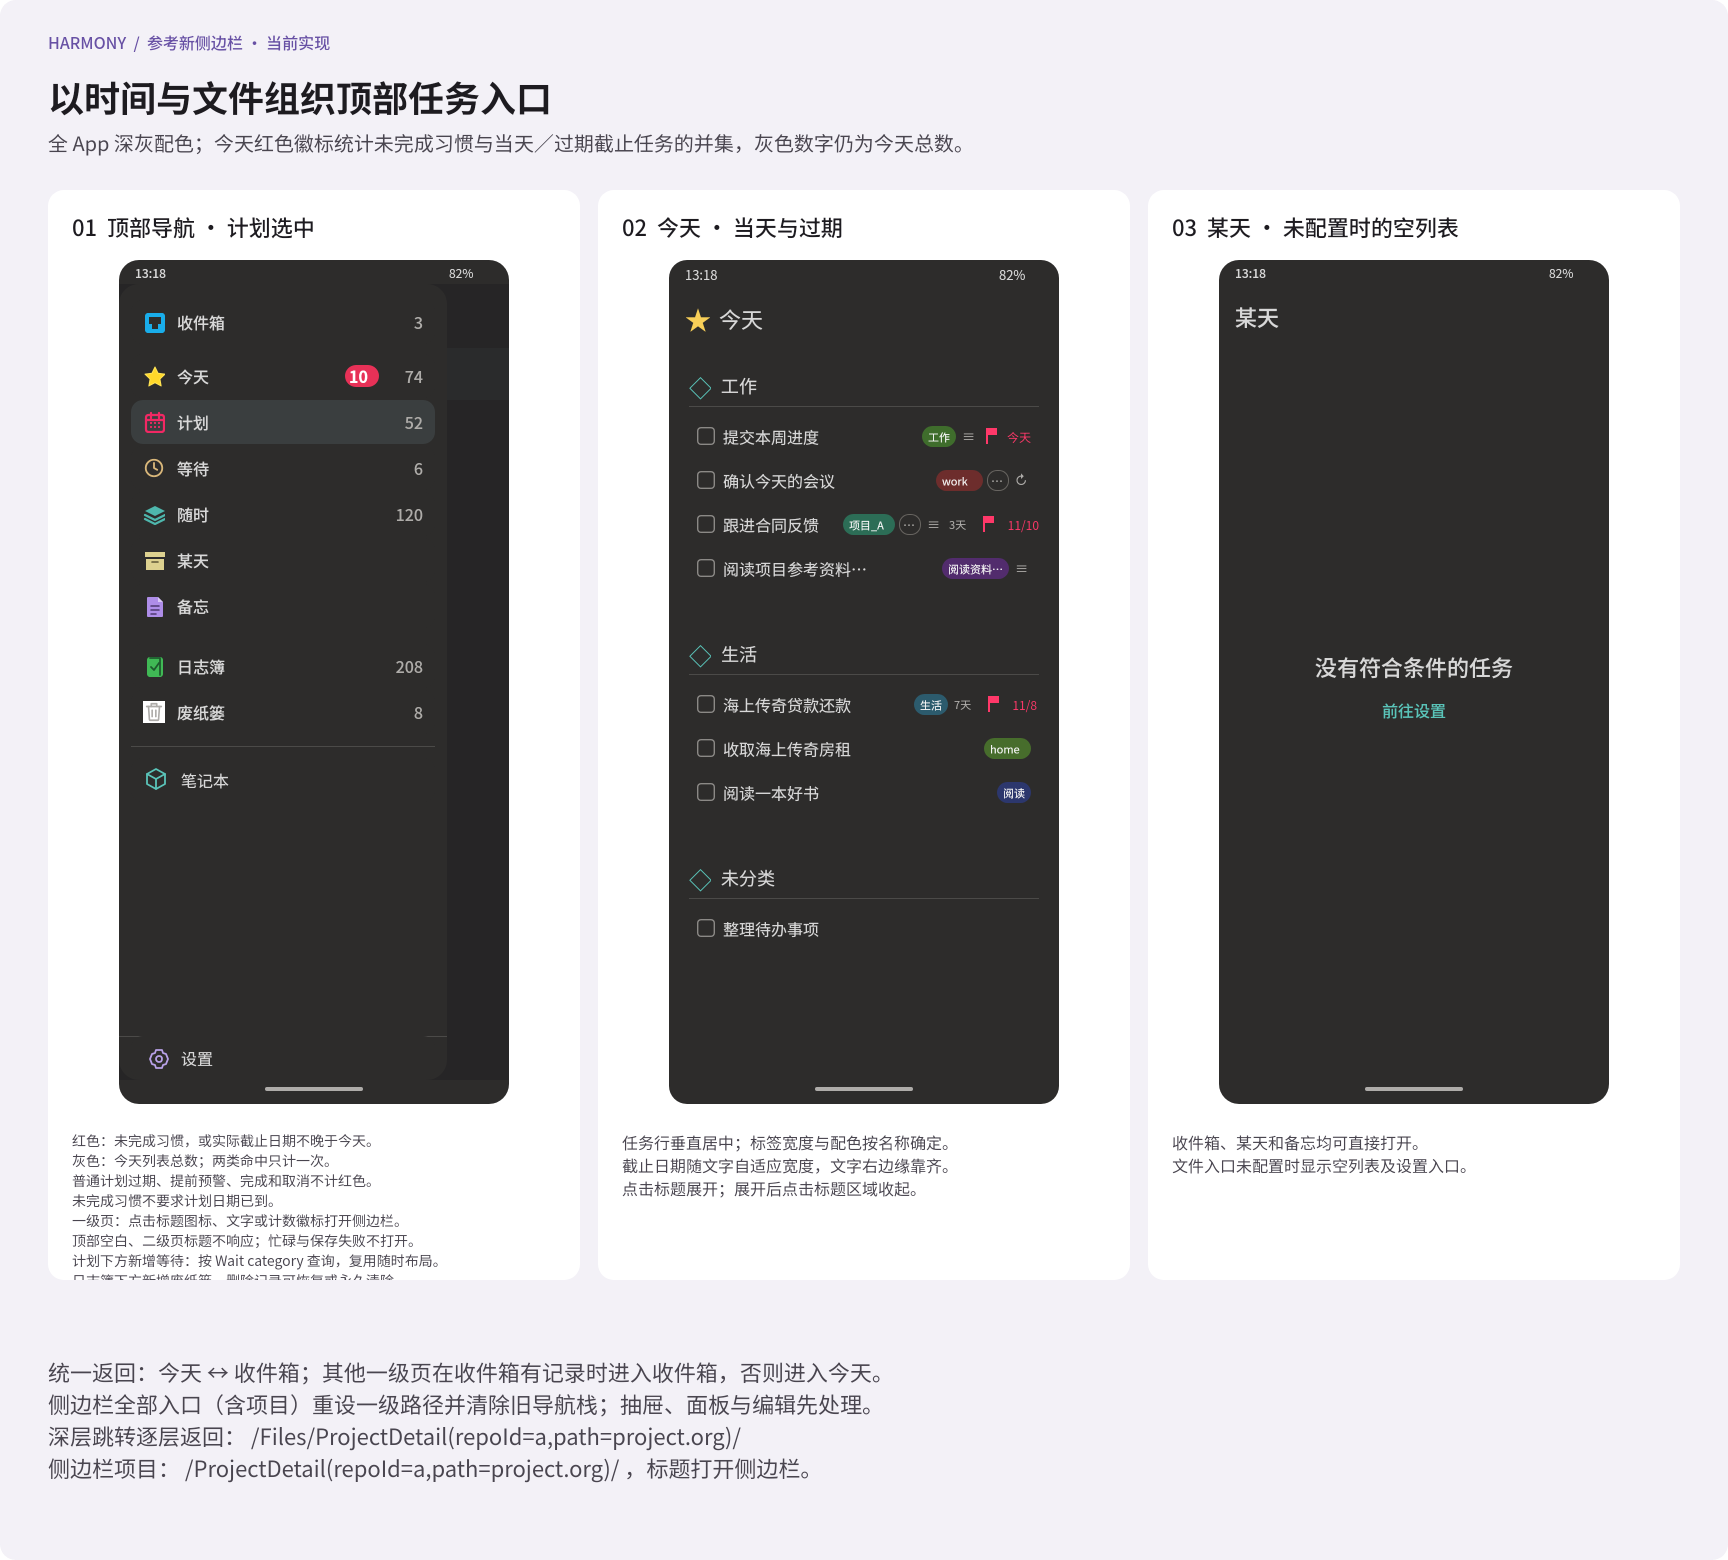 HARMONY / 参考新侧边栏 · 当前实现
以时间与文件组织顶部任务入口
全 App 深灰配色；今天红色徽标统计未完成习惯与当天／过期截止任务的并集，灰色数字仍为今天总数。
01 顶部导航 · 计划选中
13:18 82%
收件箱 3
今天 10 74
计划 52
等待 6
随时 120
某天
备忘
日志簿 208
废纸篓 8
笔记本
设置
红色：未完成习惯，或实际截止日期不晚于今天。
灰色：今天列表总数；两类命中只计一次。
普通计划过期、提前预警、完成和取消不计红色。
未完成习惯不要求计划日期已到。
一级页：点击标题图标、文字或计数徽标打开侧边栏。
顶部空白、二级页标题不响应；忙碌与保存失败不打开。
计划下方新增等待：按 Wait category 查询，复用随时布局。
日志簿下方新增废纸篓，删除记录可恢复或永久清除。
02 今天 · 当天与过期
13:18 82%
今天
工作
提交本周进度 工作 今天
确认今天的会议 work ···
跟进合同反馈 项目_A ··· 3天 11/10
阅读项目参考资料… 阅读资料…
生活
海上传奇贷款还款 生活 7天 11/8
收取海上传奇房租 home
阅读一本好书 阅读
未分类
整理待办事项
任务行垂直居中；标签宽度与配色按名称确定。
截止日期随文字自适应宽度，文字右边缘靠齐。
点击标题展开；展开后点击标题区域收起。
03 某天 · 未配置时的空列表
13:18 82%
某天
没有符合条件的任务
前往设置
收件箱、某天和备忘均可直接打开。
文件入口未配置时显示空列表及设置入口。
统一返回：今天 ↔ 收件箱；其他一级页在收件箱有记录时进入收件箱，否则进入今天。
侧边栏全部入口（含项目）重设一级路径并清除旧导航栈；抽屉、面板与编辑先处理。
深层跳转逐层返回： /Files/ProjectDetail(repoId=a,path=project.org)/
侧边栏项目： /ProjectDetail(repoId=a,path=project.org)/ ，标题打开侧边栏。